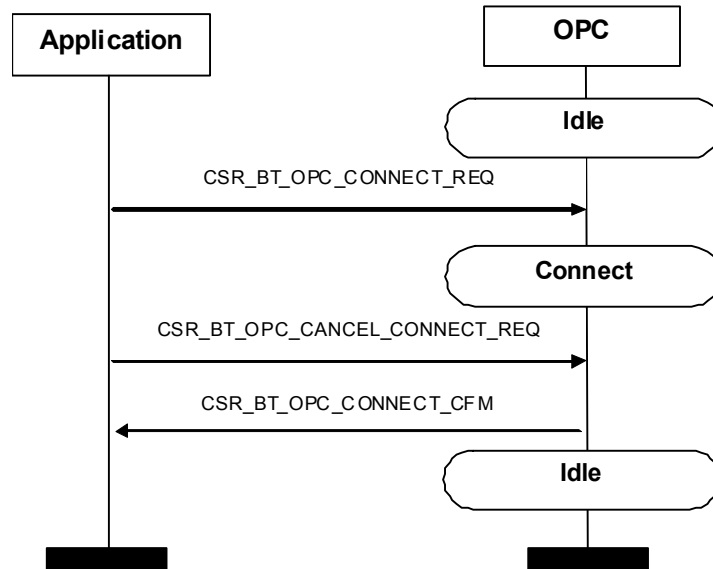 Application
OPC
Idle
CSR_BT_OPC_CONNECT_REQ
Connect
CSR_BT_OPC_CANCEL_CONNECT_REQ
CSR_BT_OPC_CONNECT_CFM
Idle